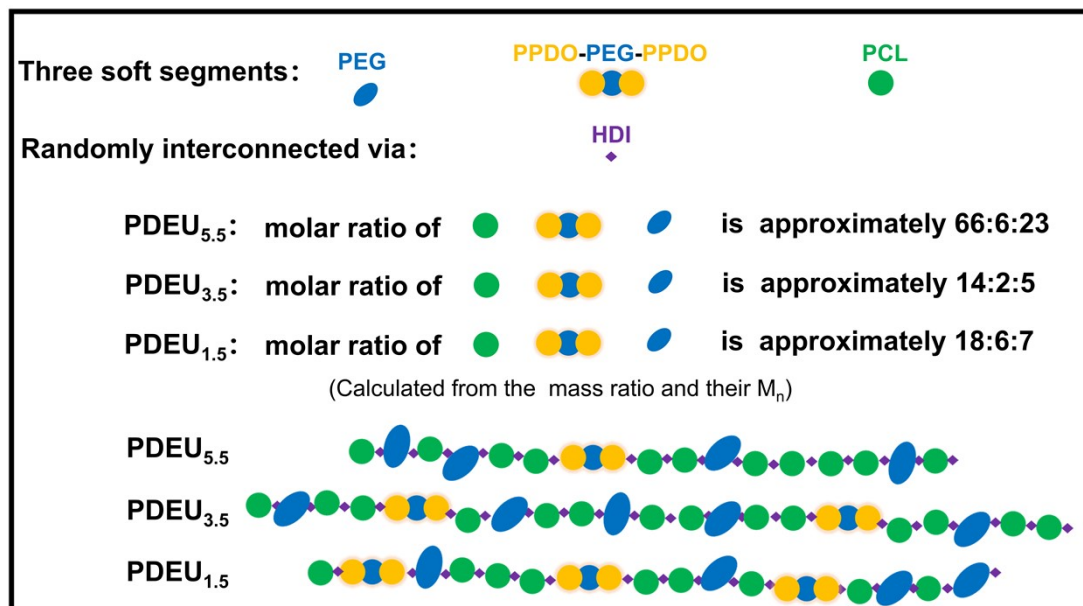 Three soft segments: PEG PPDO-PEG-PPDO PCL
Randomly interconnected via: HDI
PDEU5.5: molar ratio of is approximately 66:6:23
PDEU3.5: molar ratio of is approximately 14:2:5
PDEU1.5: molar ratio of is approximately 18:6:7
(Calculated from the mass ratio and their Mn)
PDEU5.5
PDEU3.5
PDEU1.5